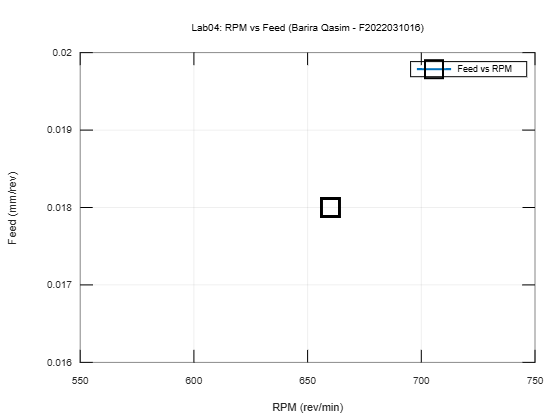 Lab04: RPM vs Feed (Barira Qasim - F2022031016)
Feed vs RPM
0.02
0.019
0.018
0.017
0.016
Feed (mm/rev)
550 600 650 700 750
RPM (rev/min)